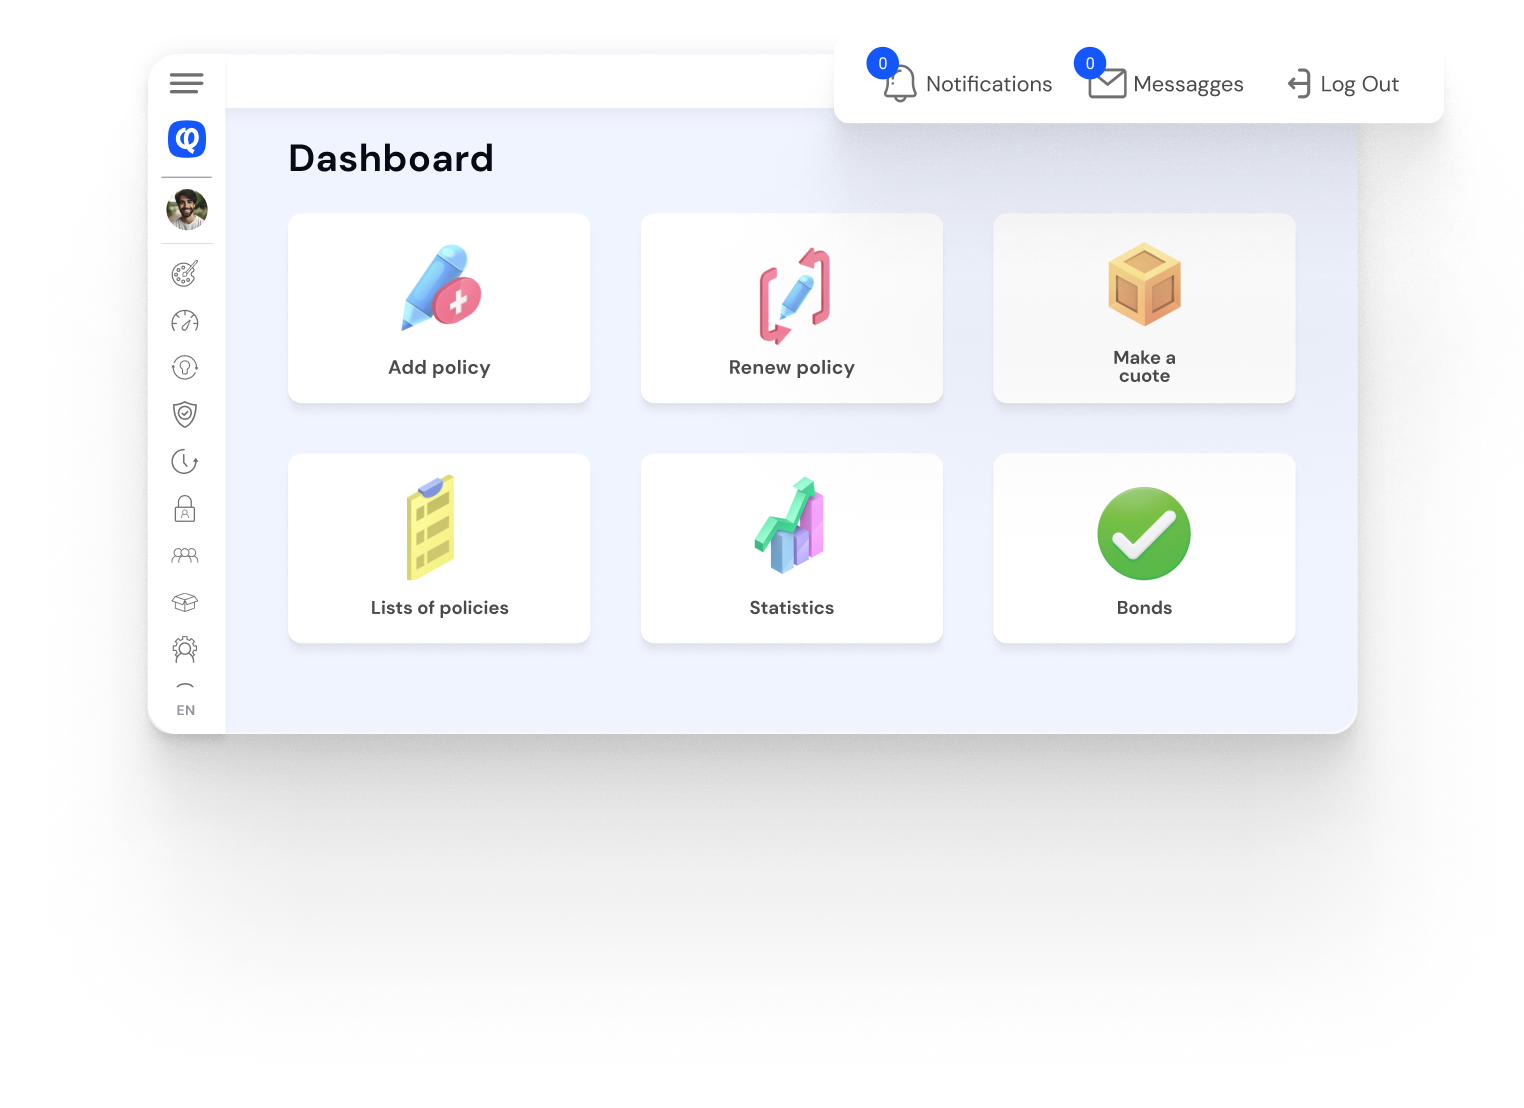 0 Notifications 0 Messagges Log Out
Dashboard
Add policy
Renew policy
Make a
cuote
Lists of policies
Statistics
Bonds
EN